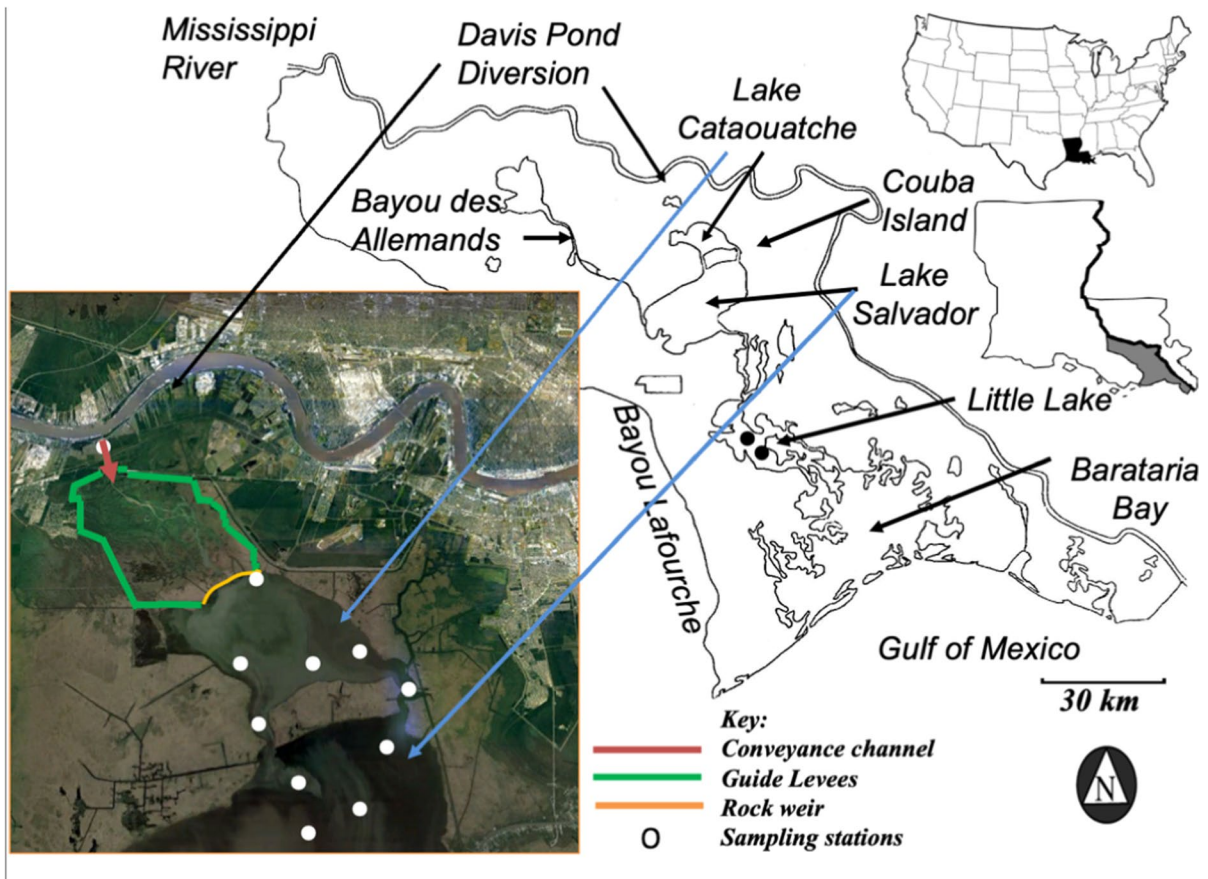 Mississippi
River
Davis Pond
Diversion
Lake
Cataouatche
Bayou des
Allemands
Couba
Island
Lake
Salvador
Little Lake
Bayou Lafourche
Barataria
Bay
Gulf of Mexico
30 km
Key:
Conveyance channel
Guide Levees
Rock weir
Sampling stations
N